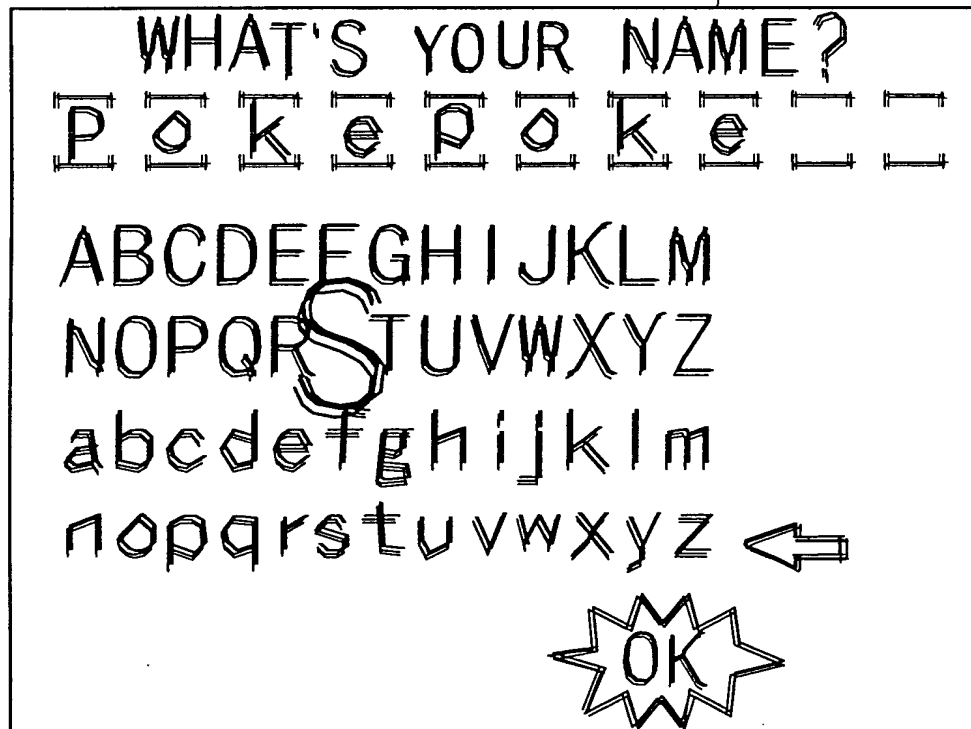 WHAT'S YOUR NAME?
Pokepoke
ABCDEFGHIJKLM
NOPQRSTUVWXYZ
abcdefghijklm
nopqrstuvwxyz
OK